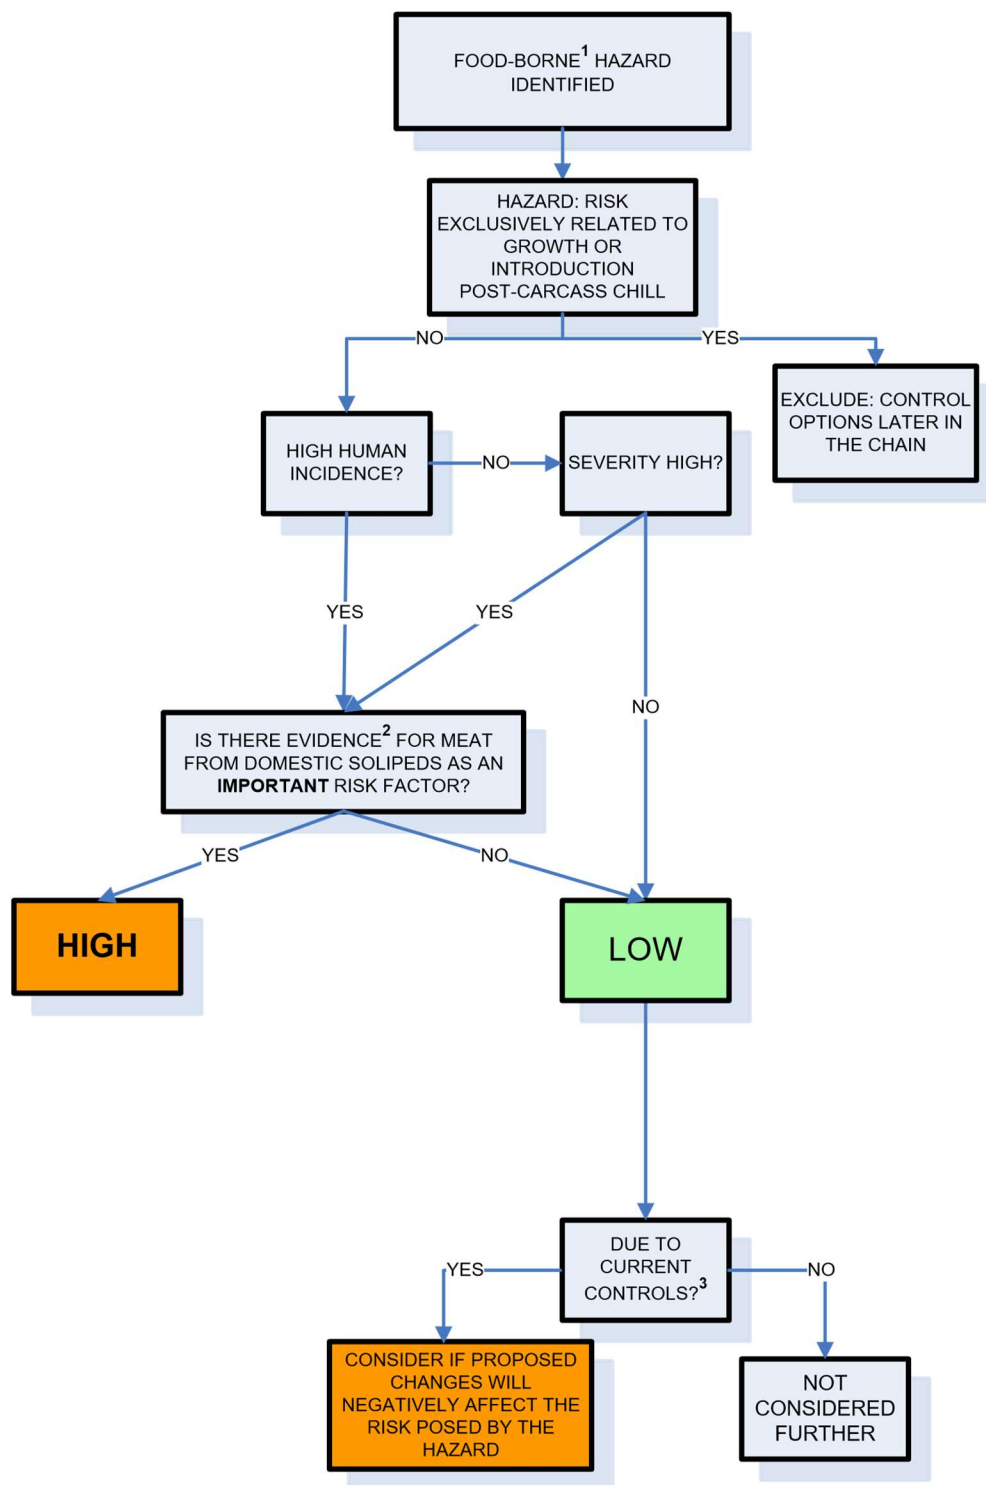 FOOD-BORNE¹ HAZARD
IDENTIFIED
HAZARD: RISK
EXCLUSIVELY RELATED TO
GROWTH OR
INTRODUCTION
POST-CARCASS CHILL
NO
YES
EXCLUDE: CONTROL
OPTIONS LATER IN
THE CHAIN
HIGH HUMAN
INCIDENCE?
NO
SEVERITY HIGH?
YES
YES
NO
IS THERE EVIDENCE² FOR MEAT
FROM DOMESTIC SOLIPEDS AS AN
IMPORTANT RISK FACTOR?
YES
NO
HIGH
LOW
DUE TO
CURRENT
CONTROLS?³
YES
NO
CONSIDER IF PROPOSED
CHANGES WILL
NEGATIVELY AFFECT THE
RISK POSED BY THE
HAZARD
NOT
CONSIDERED
FURTHER